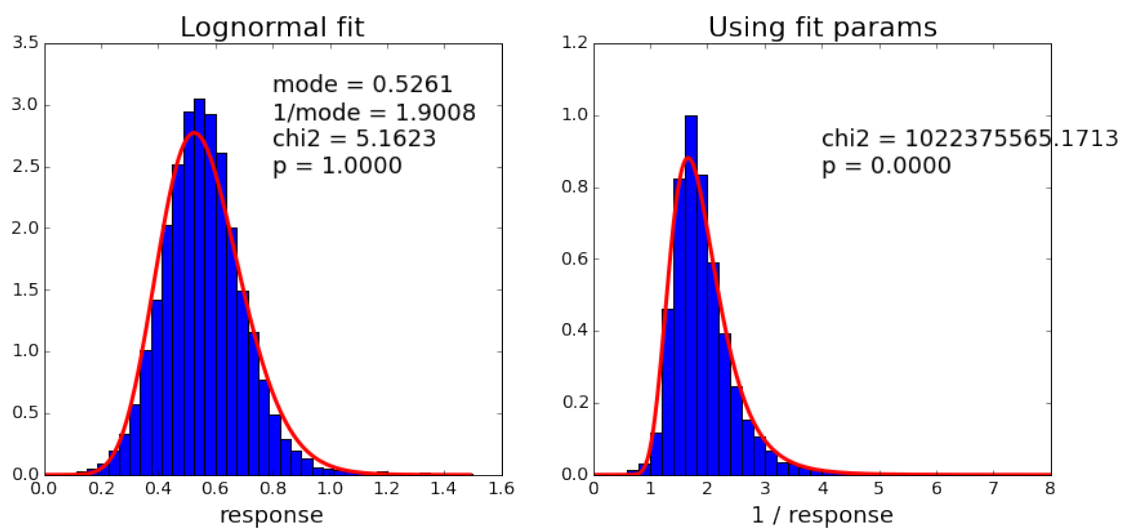 Lognormal fit
3.5
3.0
2.5
2.0
1.5
1.0
0.5
0.0
mode = 0.5261
1/mode = 1.9008
chi2 = 5.1623
p = 1.0000
0.0 0.2 0.4 0.6 0.8 1.0 1.2 1.4 1.6
response
Using fit params
1.2
1.0
0.8
0.6
0.4
0.2
0.0
chi2 = 1022375565.1713
p = 0.0000
0 1 2 3 4 5 6 7 8
1 / response